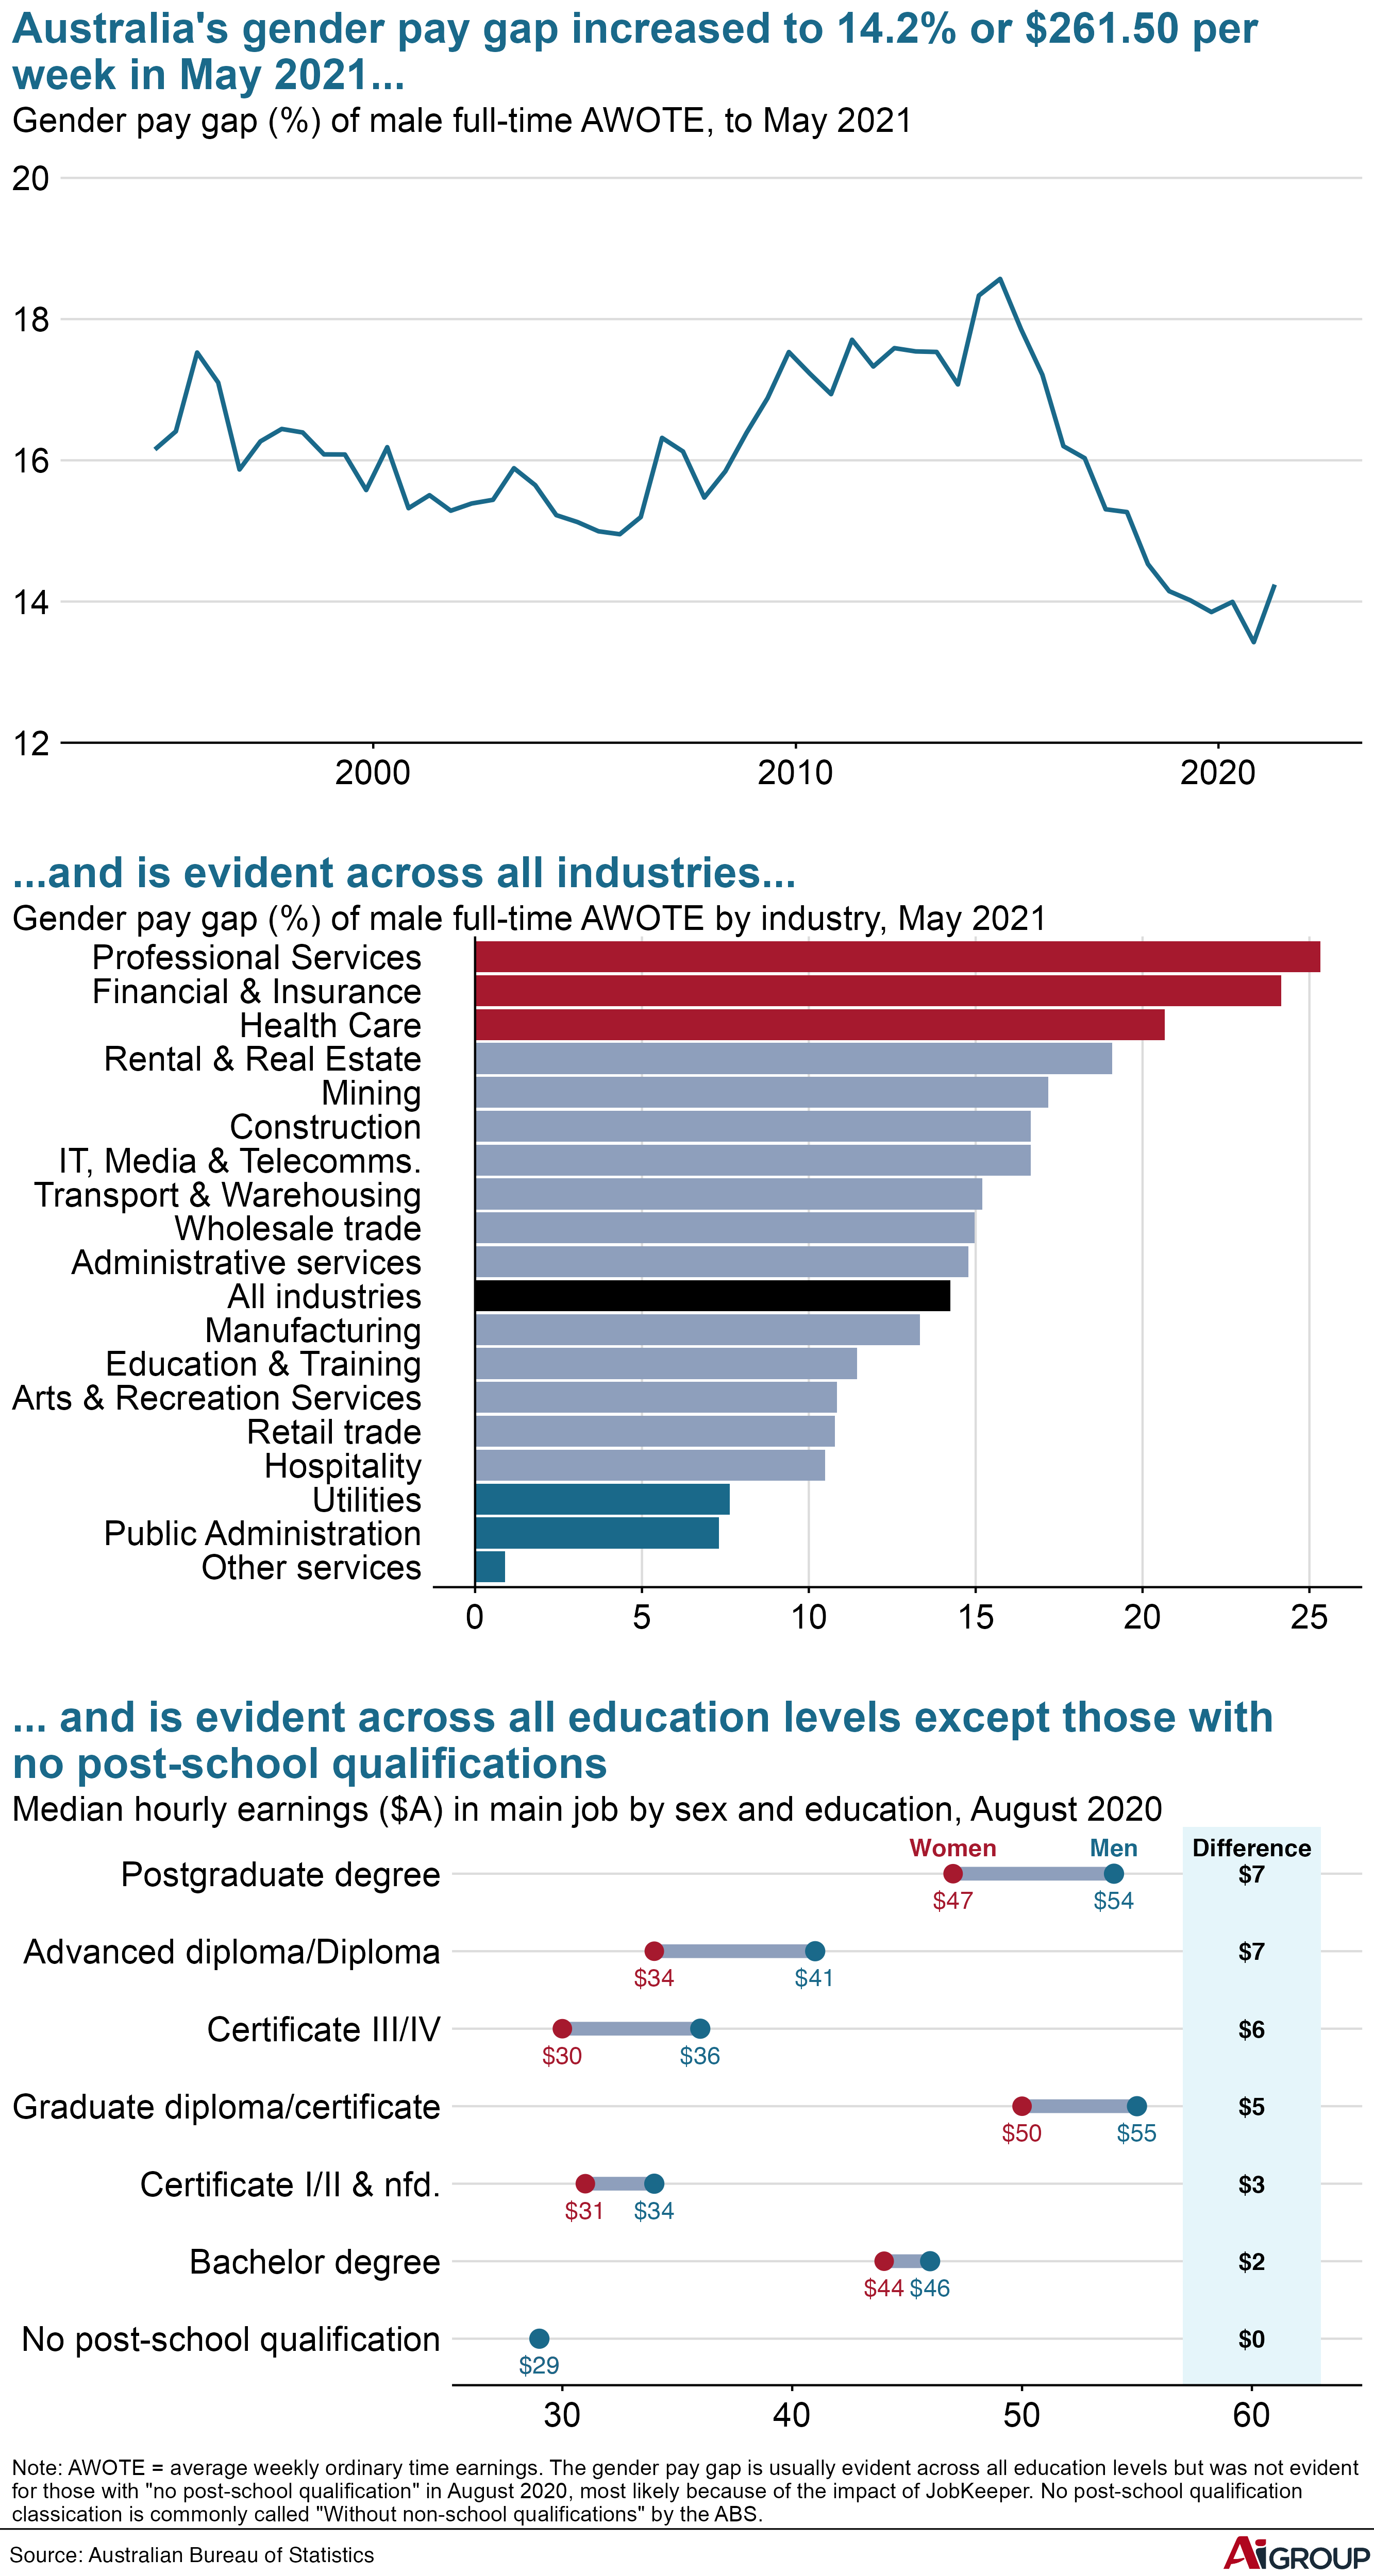 Australia's gender pay gap increased to 14.2% or $261.50 per
week in May 2021...
Gender pay gap (%) of male full-time AWOTE, to May 2021
20
18
16
14
12
2000 2010 2020
...and is evident across all industries...
Gender pay gap (%) of male full-time AWOTE by industry, May 2021
Professional Services
Financial & Insurance
Health Care
Rental & Real Estate
Mining
Construction
IT, Media & Telecomms.
Transport & Warehousing
Wholesale trade
Administrative services
All industries
Manufacturing
Education & Training
Arts & Recreation Services
Retail trade
Hospitality
Utilities
Public Administration
Other services
0 5 10 15 20 25
... and is evident across all education levels except those with
no post-school qualifications
Median hourly earnings ($A) in main job by sex and education, August 2020
Women Men Difference
Postgraduate degree $7
$47 $54
Advanced diploma/Diploma $7
$34 $41
Certificate III/IV $6
$30 $36
Graduate diploma/certificate $5
$50 $55
Certificate I/II & nfd. $3
$31 $34
Bachelor degree $2
$44 $46
No post-school qualification $0
$29
30 40 50 60
Note: AWOTE = average weekly ordinary time earnings. The gender pay gap is usually evident across all education levels but was not evident
for those with "no post-school qualification" in August 2020, most likely because of the impact of JobKeeper. No post-school qualification
classication is commonly called "Without non-school qualifications" by the ABS.
Source: Australian Bureau of Statistics
Ai GROUP